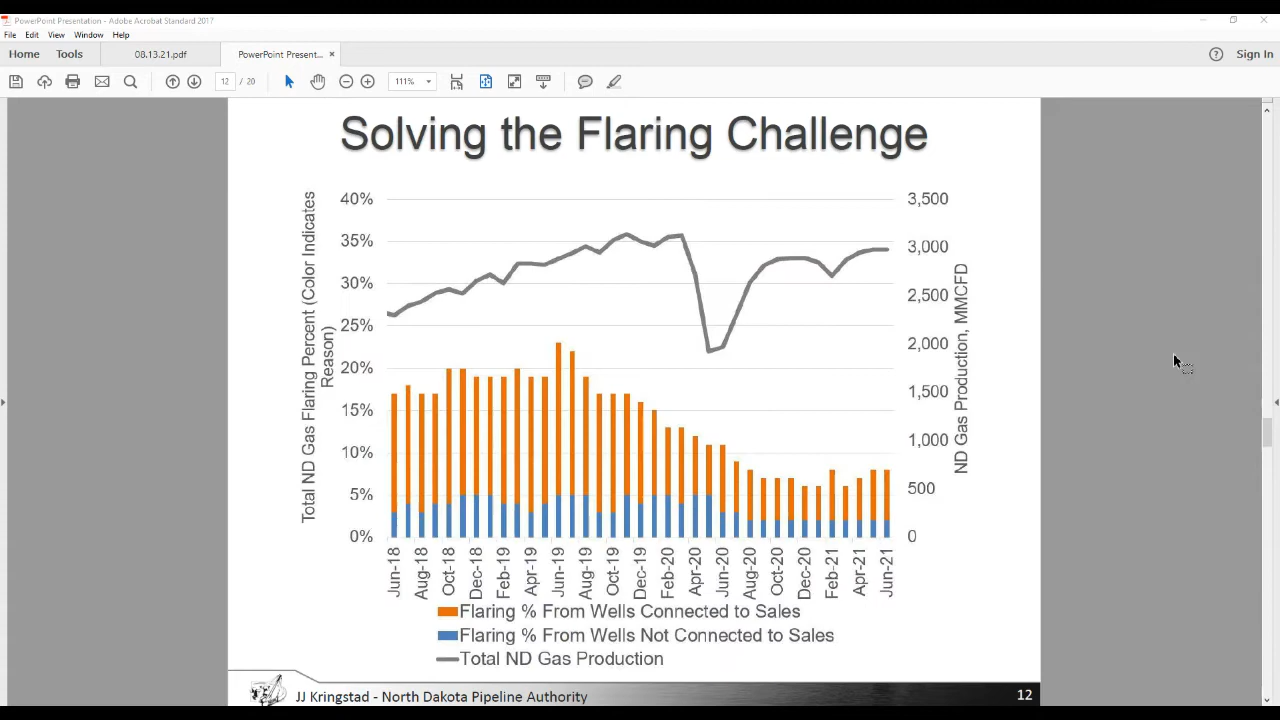 PowerPoint Presentation - Adobe Acrobat Standard 2017
File Edit View Window Help
Home Tools 08.13.21.pdf PowerPoint Present... × Sign In
12 / 20 111%
Solving the Flaring Challenge
Total ND Gas Flaring Percent (Color Indicates
Reason)
40%
35%
30%
25%
20%
15%
10%
5%
0%
3,500
3,000
2,500
2,000
1,500
1,000
500
0
ND Gas Production, MMCFD
Jun-18 Aug-18 Oct-18 Dec-18 Feb-19 Apr-19 Jun-19 Aug-19 Oct-19 Dec-19 Feb-20 Apr-20 Jun-20 Aug-20 Oct-20 Dec-20 Feb-21 Apr-21 Jun-21
Flaring % From Wells Connected to Sales
Flaring % From Wells Not Connected to Sales
Total ND Gas Production
JJ Kringstad - North Dakota Pipeline Authority 12